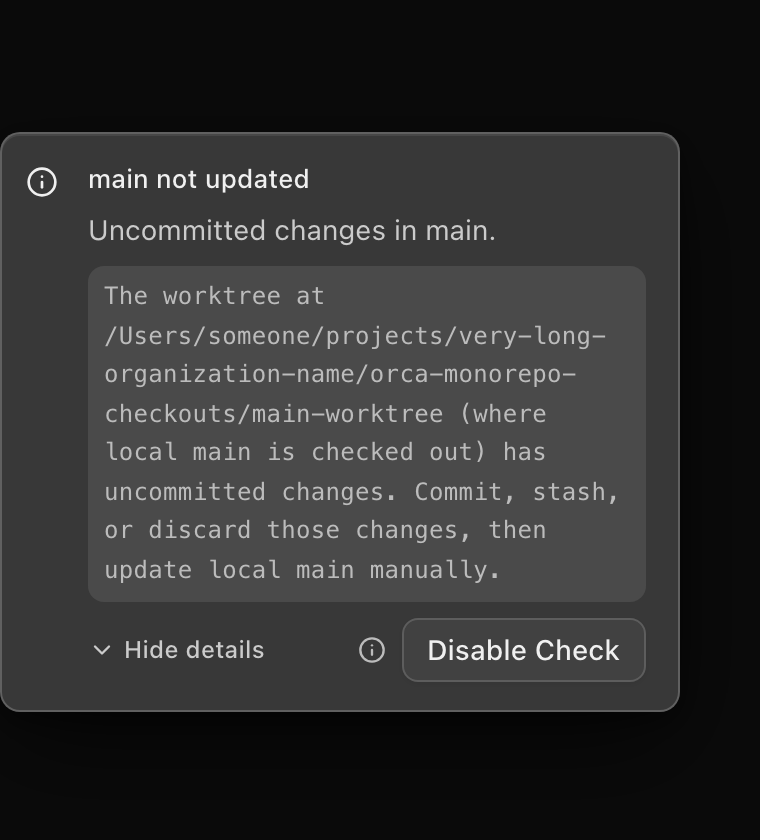 main not updated
Uncommitted changes in main.
The worktree at
/Users/someone/projects/very-long-
organization-name/orca-monorepo-
checkouts/main-worktree (where
local main is checked out) has
uncommitted changes. Commit, stash,
or discard those changes, then
update local main manually.
Hide details
Disable Check